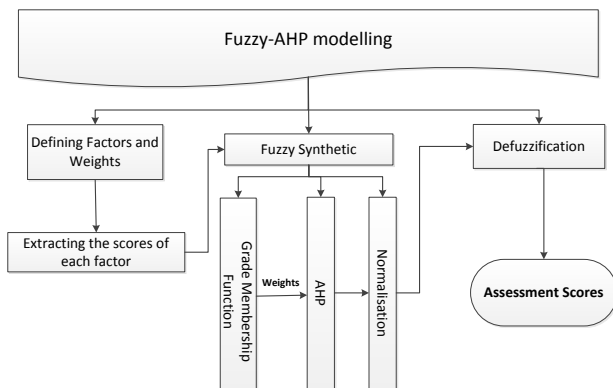 Fuzzy-AHP modelling
Defining Factors and
Weights
Fuzzy Synthetic
Defuzzification
Extracting the scores of
each factor
Grade Membership
Function
Weights
AHP
Normalisation
Assessment Scores